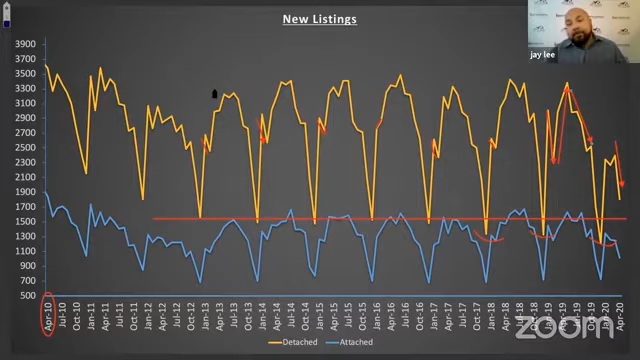 New Listings
jay lee
3900
3700
3500
3300
3100
2900
2700
2500
2300
2100
1900
1700
1500
1300
1100
900
700
500
Apr-10
Jul-10
Oct-10
Jan-11
Apr-11
Jul-11
Oct-11
Jan-12
Apr-12
Jul-12
Oct-12
Jan-13
Apr-13
Jul-13
Oct-13
Jan-14
Apr-14
Jul-14
Oct-14
Jan-15
Apr-15
Jul-15
Oct-15
Jan-16
Apr-16
Jul-16
Oct-16
Jan-17
Apr-17
Jul-17
Oct-17
Jan-18
Apr-18
Jul-18
Oct-18
Jan-19
Apr-19
Jul-19
Oct-19
Jan-20
Apr-20
Detached
Attached
zoom